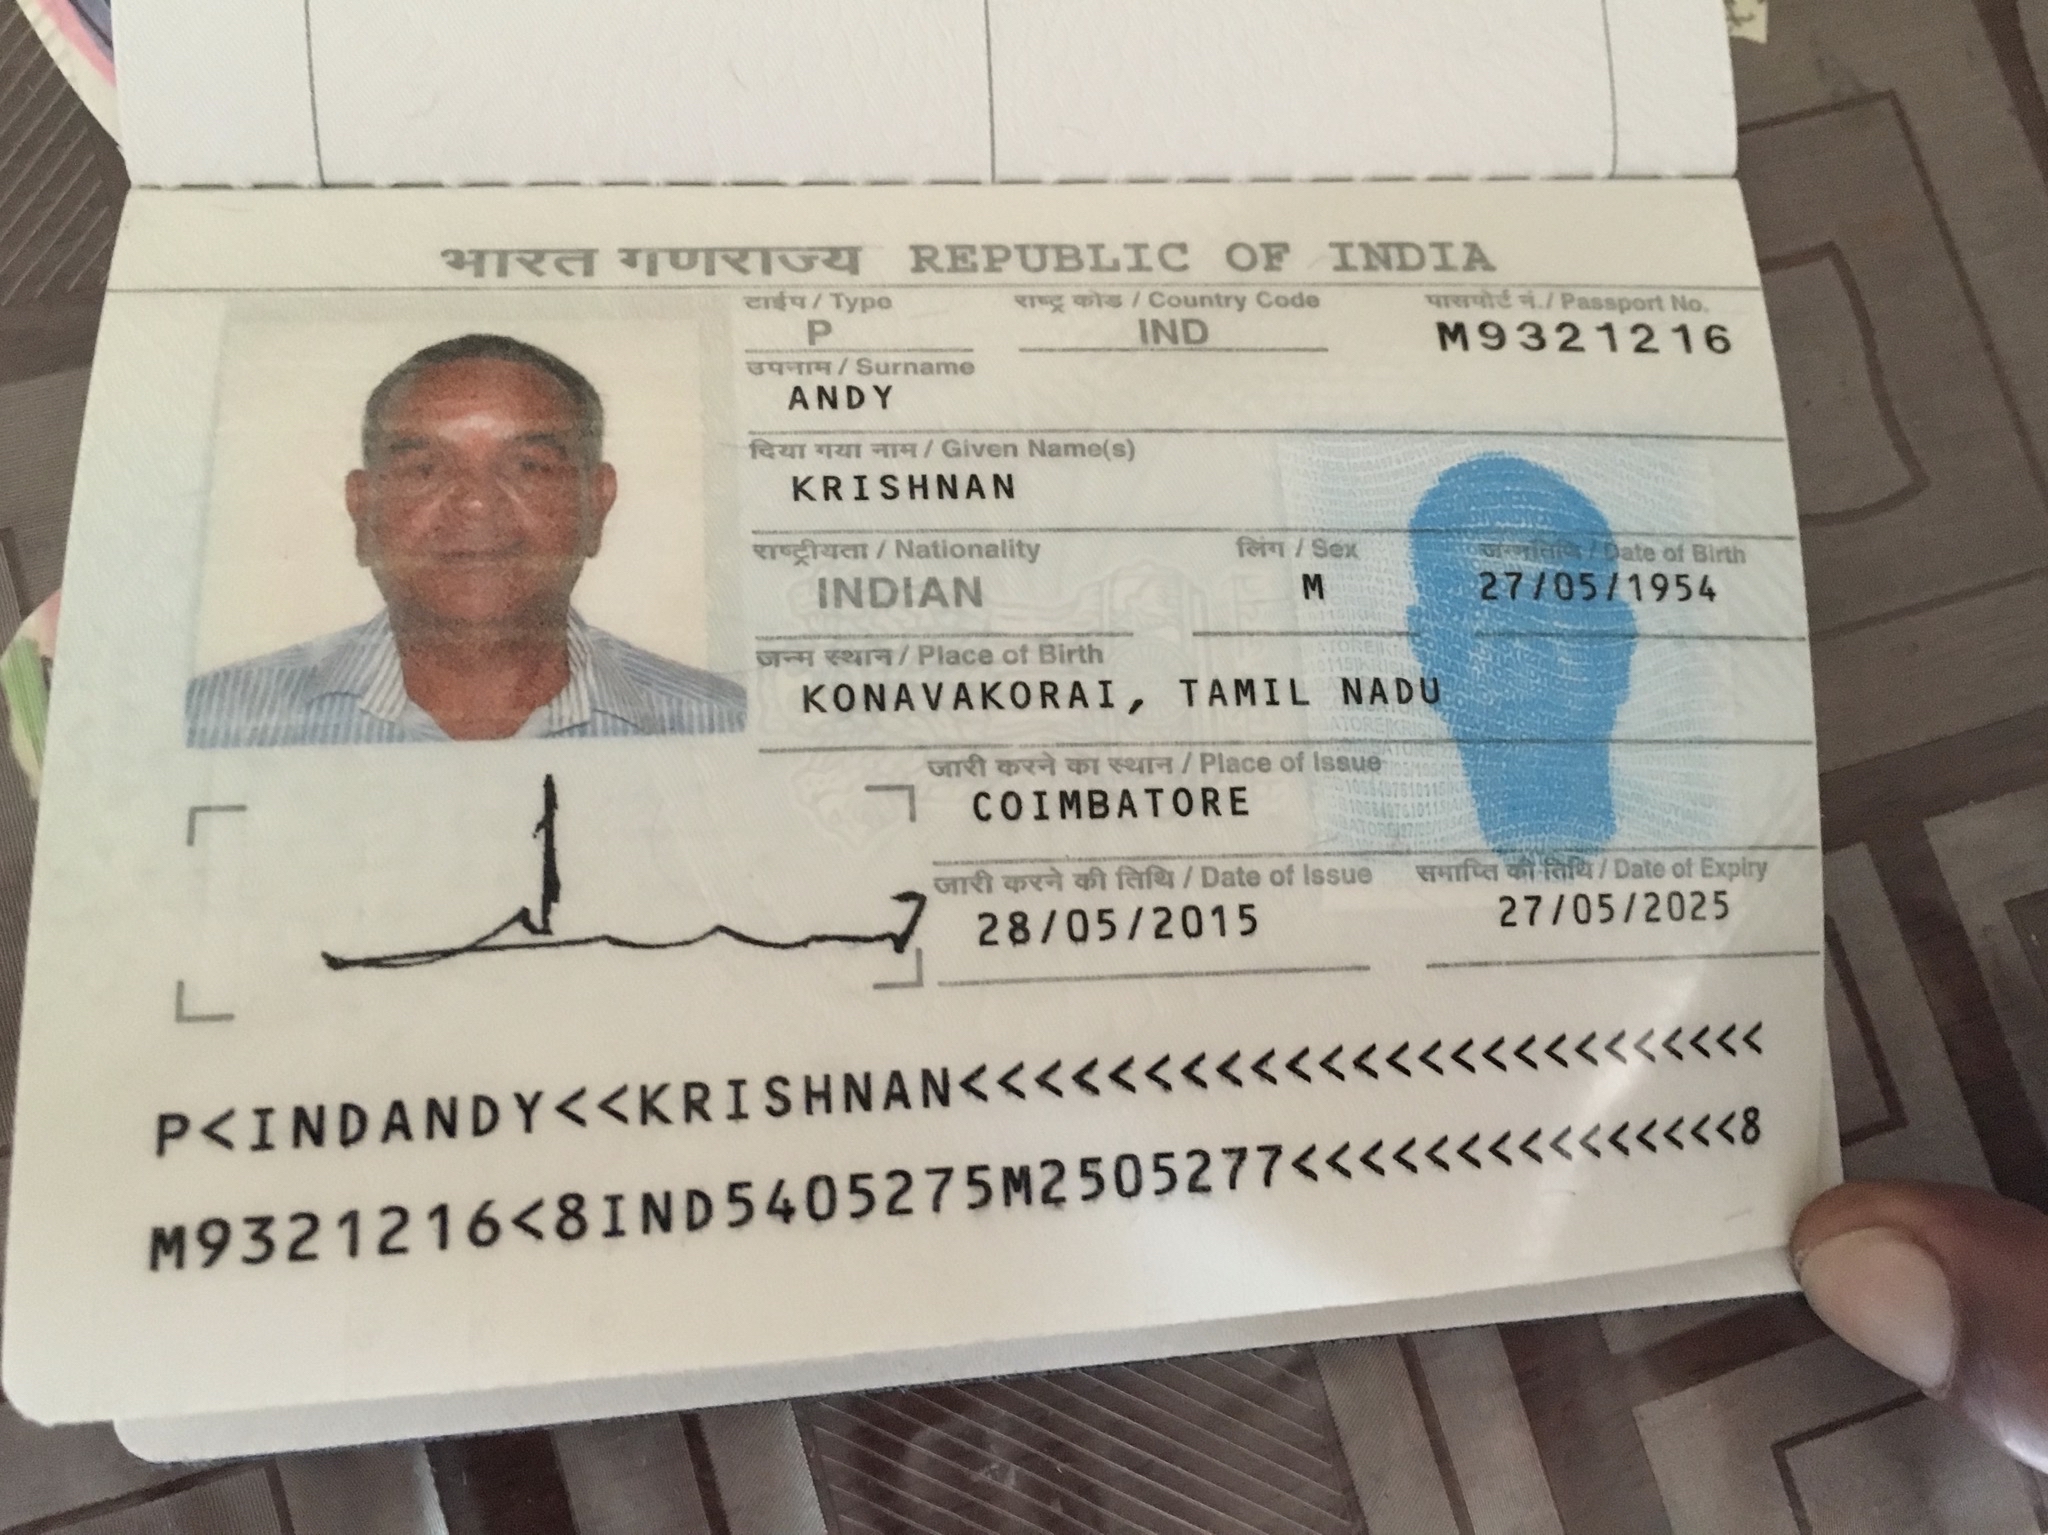 भारत गणराज्य REPUBLIC OF INDIA
टाईप / Type राष्ट्र कोड / Country Code पासपोर्ट नं. / Passport No.
P IND M9321216
उपनाम / Surname
ANDY
दिया गया नाम / Given Name(s)
KRISHNAN
राष्ट्रीयता / Nationality लिंग / Sex जन्मतिथि / Date of Birth
INDIAN M 27/05/1954
जन्म स्थान / Place of Birth
KONAVAKORAI, TAMIL NADU
जारी करने का स्थान / Place of Issue
COIMBATORE
जारी करने की तिथि / Date of Issue समाप्ति की तिथि / Date of Expiry
28/05/2015 27/05/2025
P<INDANDY<<KRISHNAN<<<<<<<<<<<<<<<<<<<<<<<<<
M9321216<8IND5405275M2505277<<<<<<<<<<<<<<<8